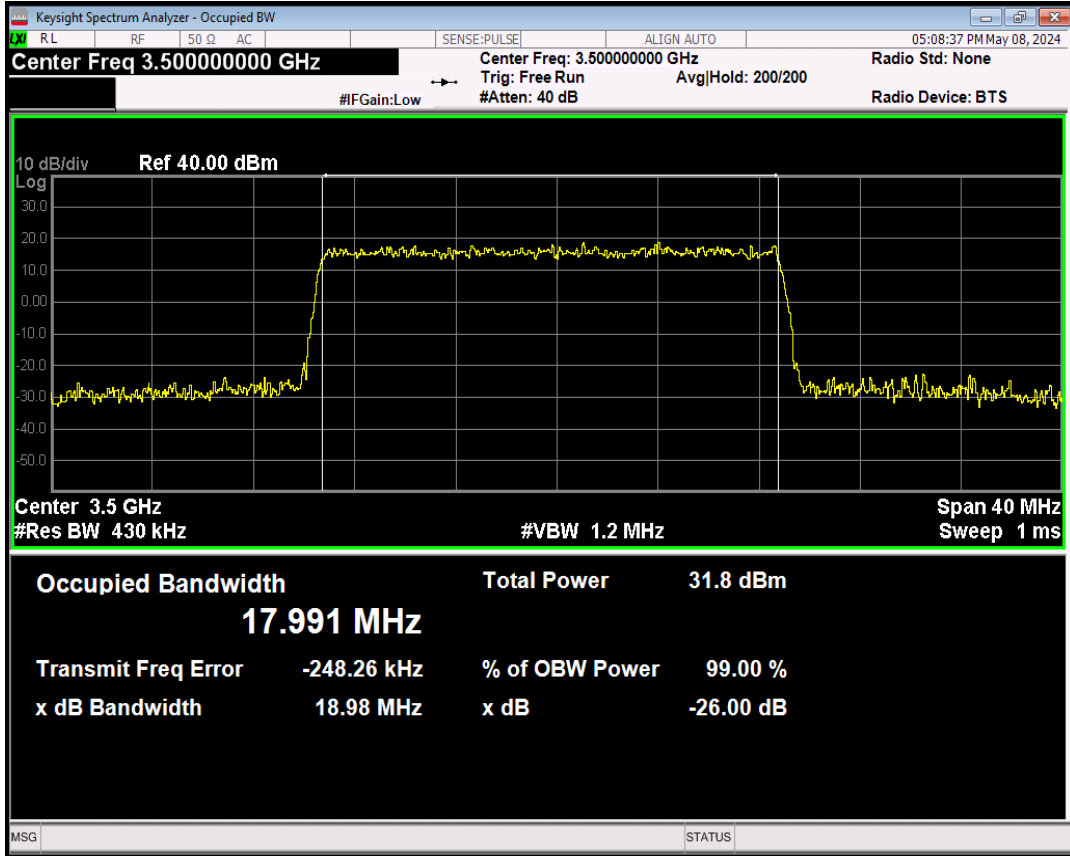 Keysight Spectrum Analyzer - Occupied BW
LXI RL RF 50 Ω AC SENSE:PULSE ALIGN AUTO 05:08:37 PM May 08, 2024
Center Freq 3.500000000 GHz
Center Freq: 3.500000000 GHz Radio Std: None
Trig: Free Run Avg|Hold: 200/200
#IFGain:Low #Atten: 40 dB Radio Device: BTS
10 dB/div Ref 40.00 dBm
Log
30.0
20.0
10.0
0.00
-10.0
-20.0
-30.0
-40.0
-50.0
Center 3.5 GHz Span 40 MHz
#Res BW 430 kHz #VBW 1.2 MHz Sweep 1 ms
Occupied Bandwidth Total Power 31.8 dBm
17.991 MHz
Transmit Freq Error -248.26 kHz % of OBW Power 99.00 %
x dB Bandwidth 18.98 MHz x dB -26.00 dB
MSG STATUS